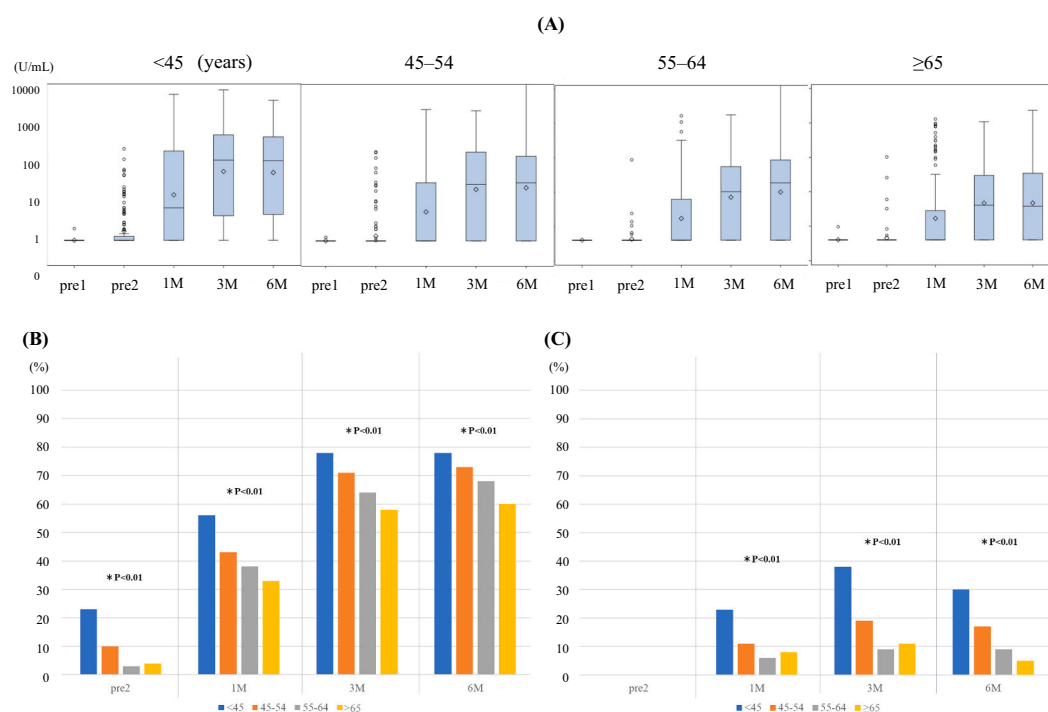 (A)
(U/mL)
<45 (years)
45–54
55–64
≥65
10000
1000
100
10
1
0
pre1 pre2 1M 3M 6M
pre1 pre2 1M 3M 6M
pre1 pre2 1M 3M 6M
pre1 pre2 1M 3M 6M
(B)
(%)
100
90
80
70
60
50
40
30
20
10
0
∗P<0.01
∗P<0.01
∗P<0.01
∗P<0.01
pre2 1M 3M 6M
<45 45-54 55-64 ≥65
(C)
(%)
100
90
80
70
60
50
40
30
20
10
0
∗P<0.01
∗P<0.01
∗P<0.01
pre2 1M 3M 6M
<45 45-54 55-64 ≥65